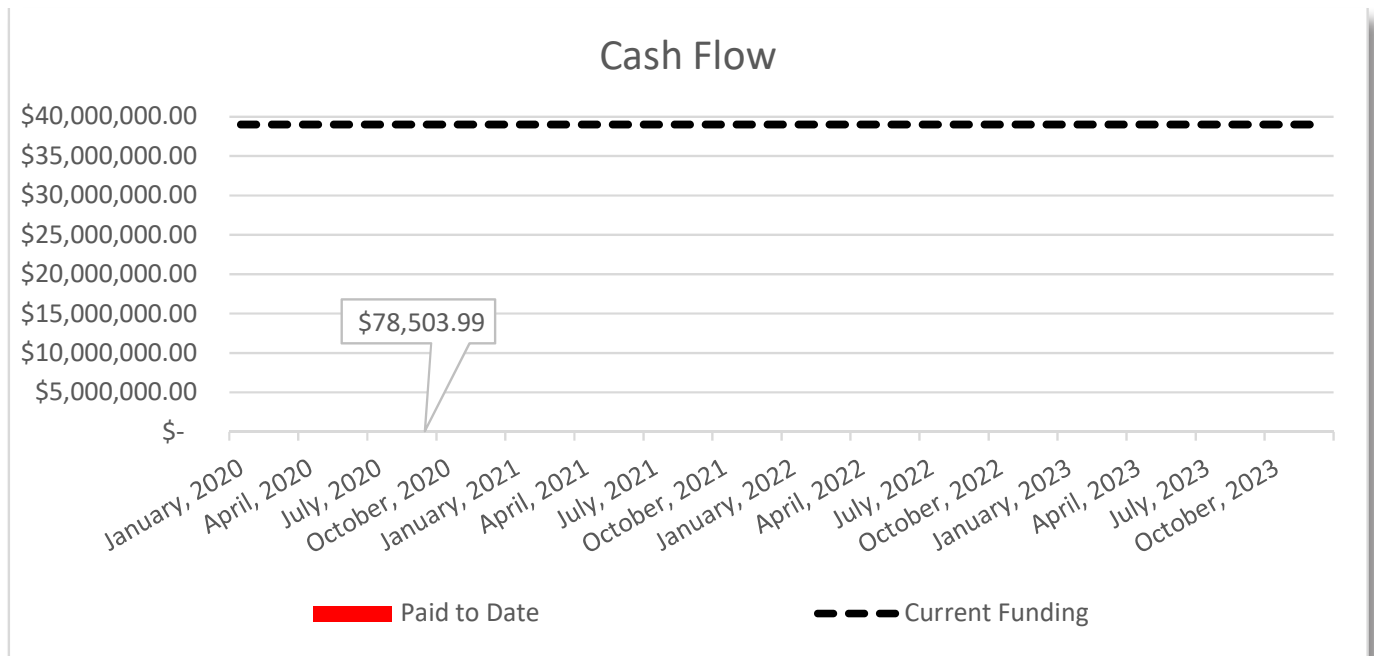 Cash Flow
$40,000,000.00
$35,000,000.00
$30,000,000.00
$25,000,000.00
$20,000,000.00
$15,000,000.00
$10,000,000.00
$5,000,000.00
$-
$78,503.99
January, 2020
April, 2020
July, 2020
October, 2020
January, 2021
April, 2021
July, 2021
October, 2021
January, 2022
April, 2022
July, 2022
October, 2022
January, 2023
April, 2023
July, 2023
October, 2023
Paid to Date
Current Funding